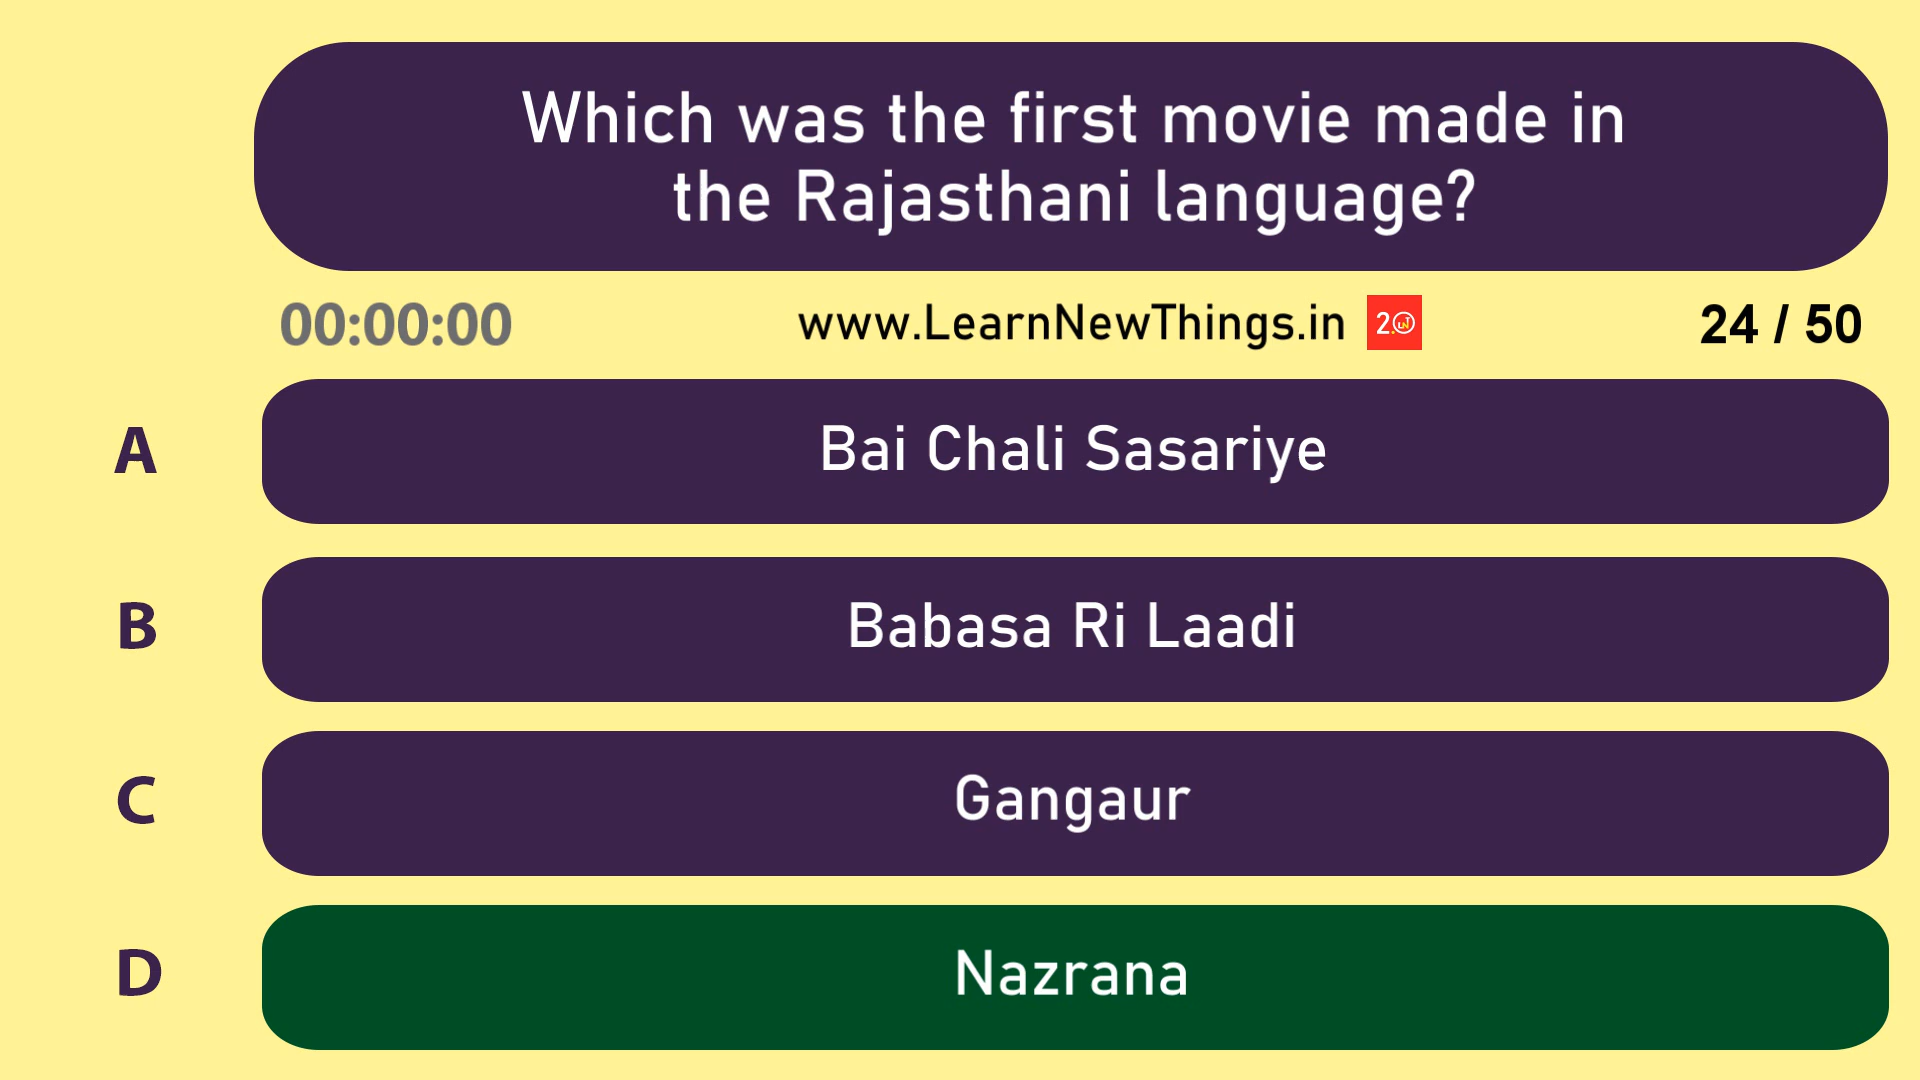 Which was the first movie made in
the Rajasthani language?
00:00:00
www.LearnNewThings.in
24 / 50
A
Bai Chali Sasariye
B
Babasa Ri Laadi
C
Gangaur
D
Nazrana